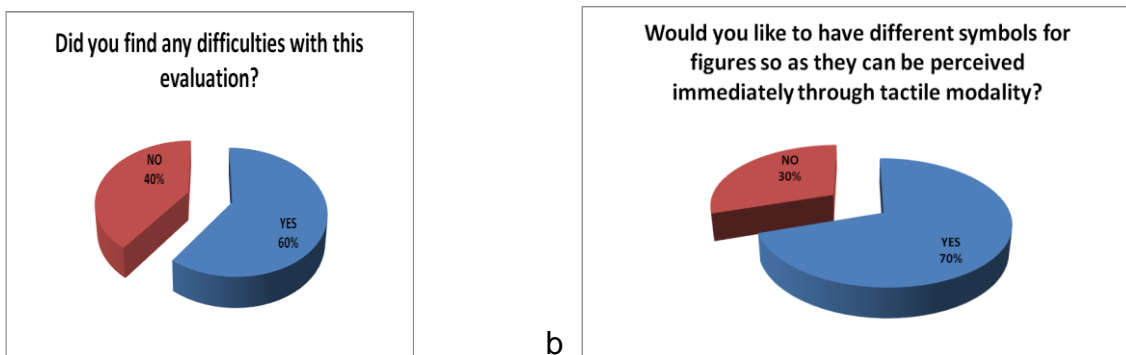 Did you find any difficulties with this
evaluation?
NO
40%
YES
60%
b
Would you like to have different symbols for
figures so as they can be perceived
immediately through tactile modality?
NO
30%
YES
70%